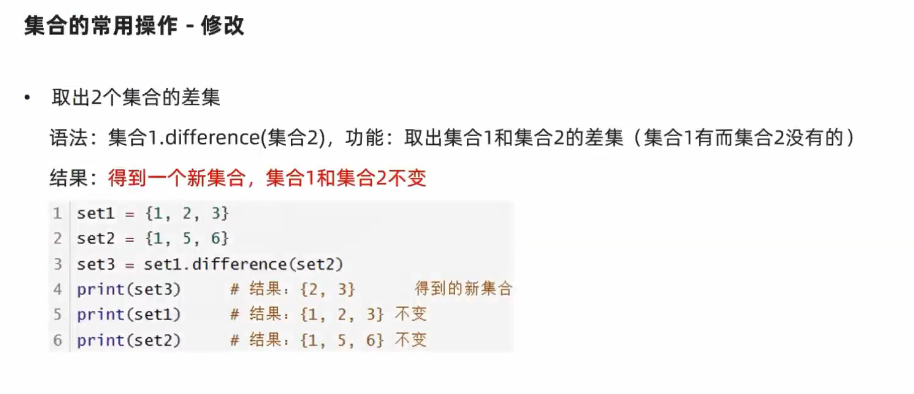 集合的常用操作 - 修改
• 取出2个集合的差集
语法：集合1.difference(集合2)，功能：取出集合1和集合2的差集（集合1有而集合2没有的）
结果：得到一个新集合，集合1和集合2不变
1 set1 = {1, 2, 3}
2 set2 = {1, 5, 6}
3 set3 = set1.difference(set2)
4 print(set3) # 结果：{2, 3} 得到的新集合
5 print(set1) # 结果：{1, 2, 3} 不变
6 print(set2) # 结果：{1, 5, 6} 不变